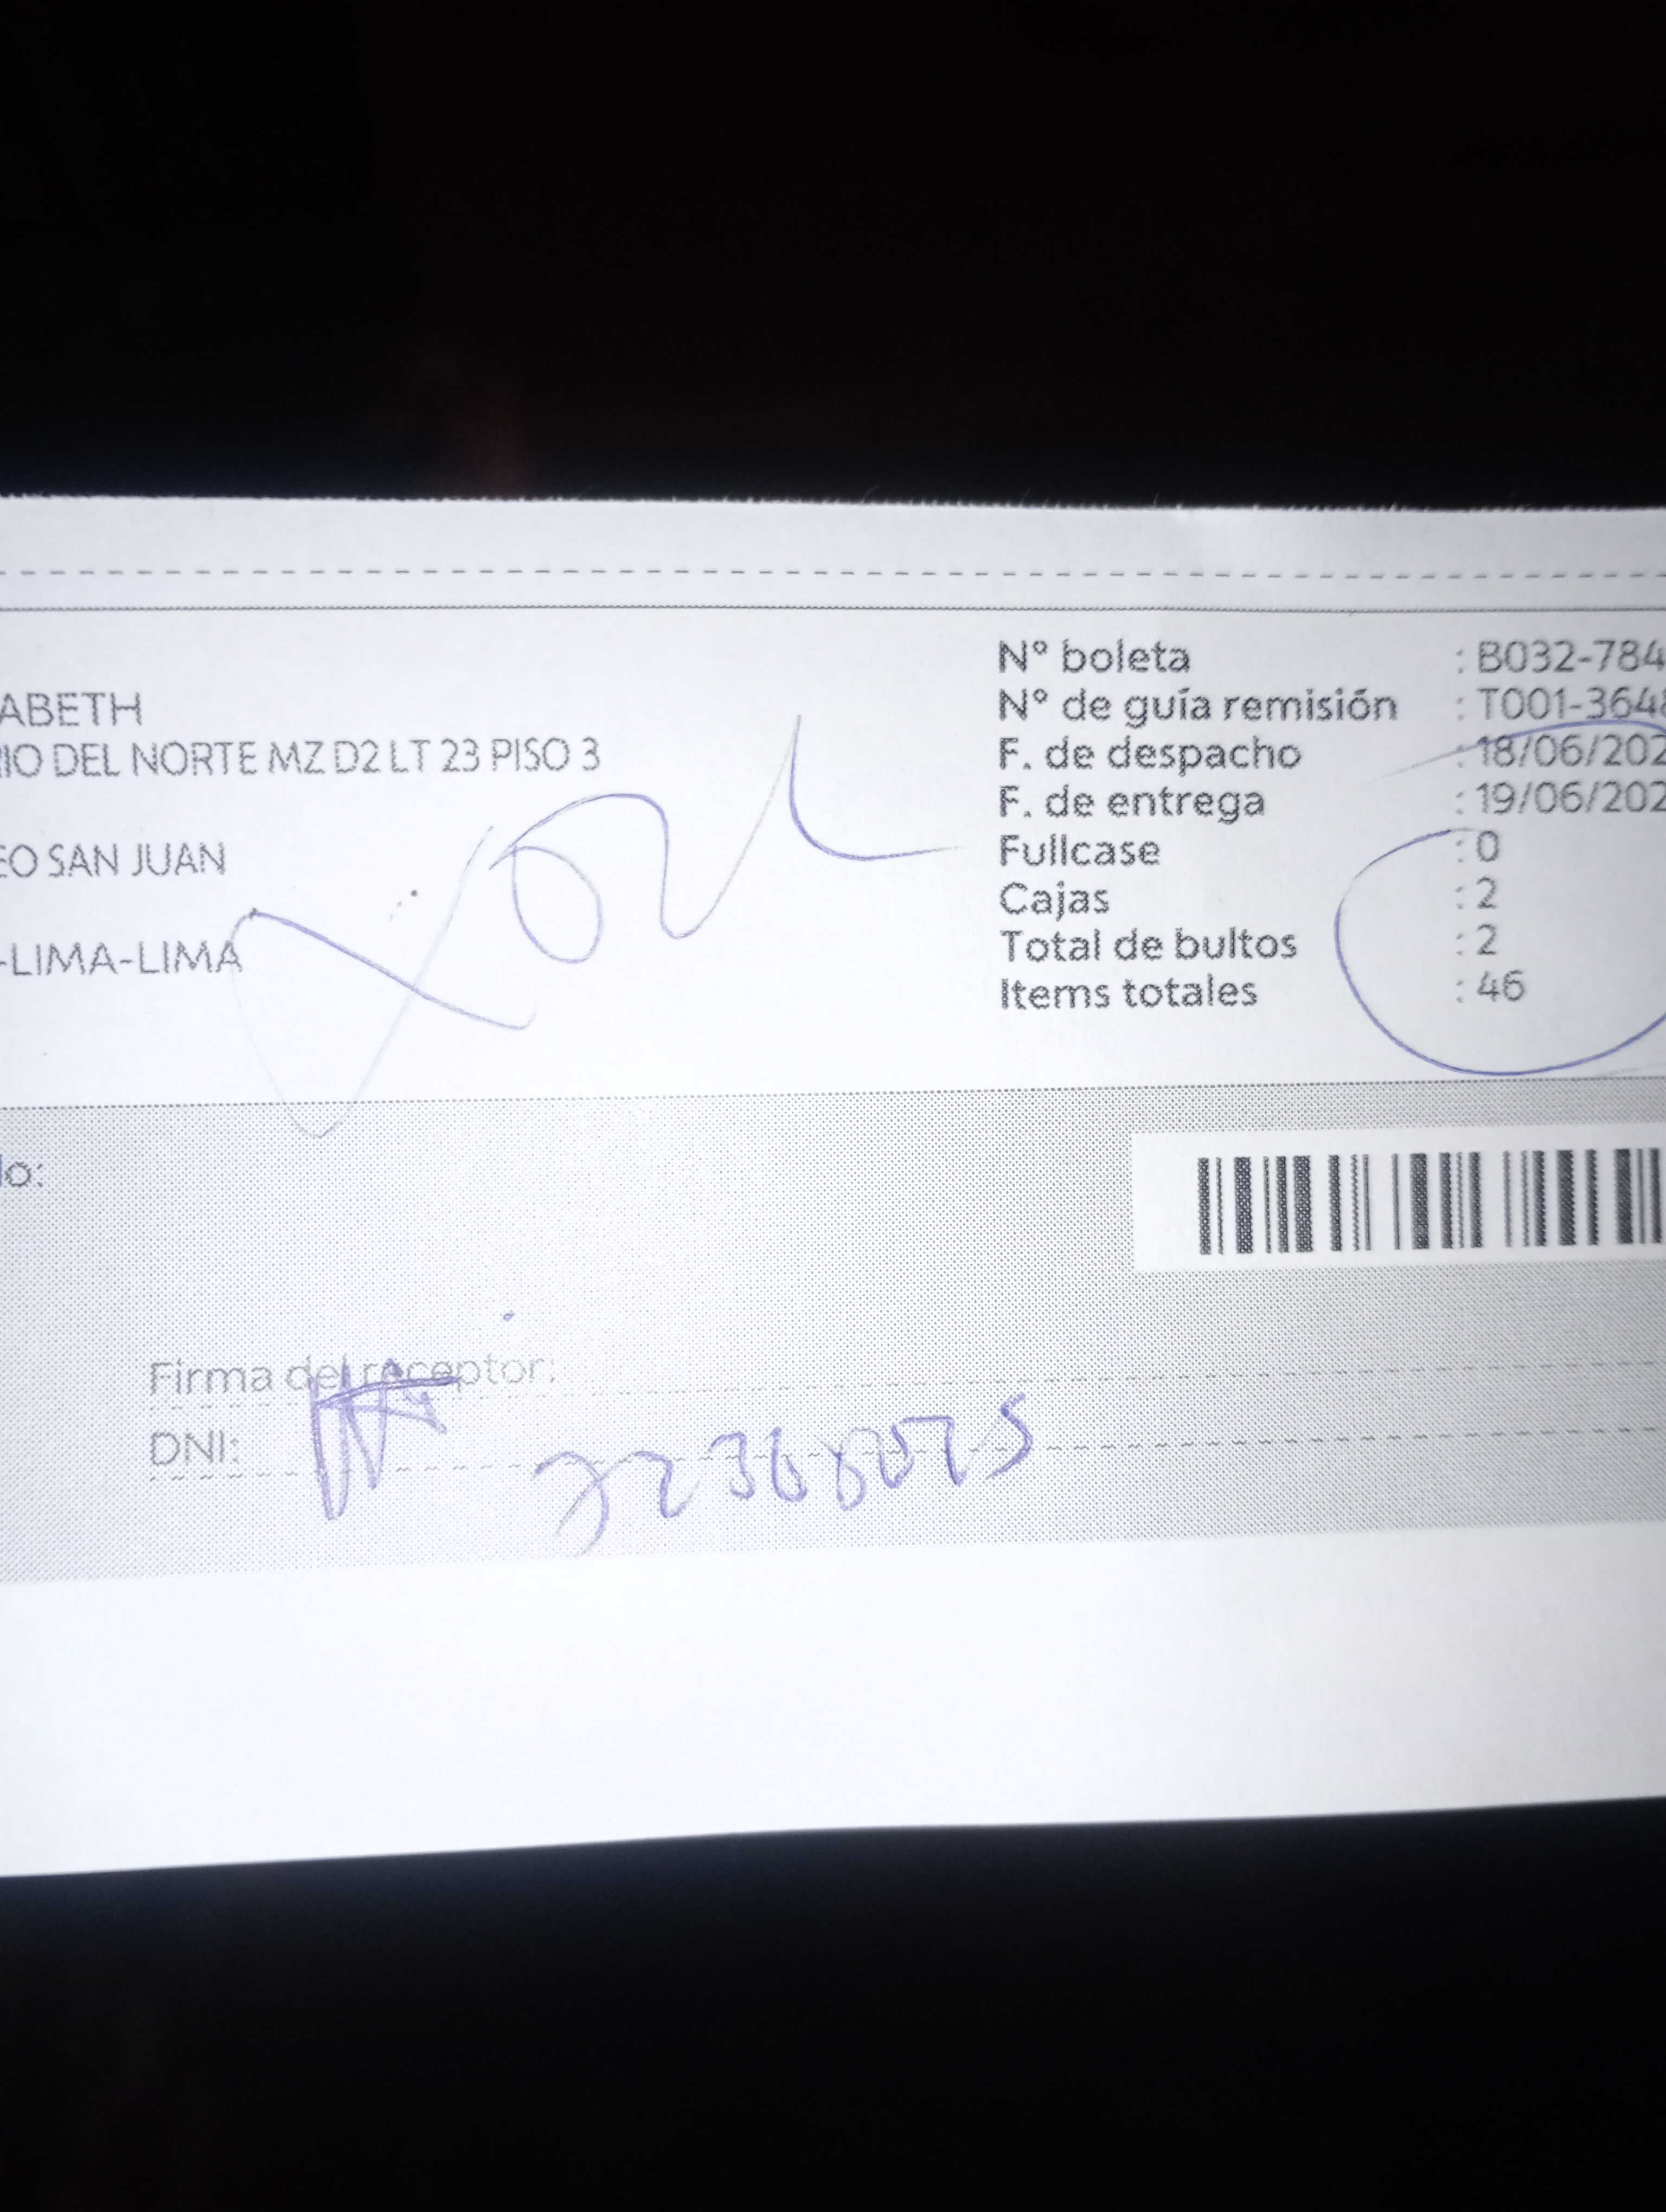 N° boleta : B032-784
ABETH
N° de guía remisión : T001-3648
IO DEL NORTE MZ D2 LT 23 PISO 3
F. de despacho : 18/06/202
F. de entrega : 19/06/202
EO SAN JUAN
Fullcase : 0
Cajas : 2
-LIMA-LIMA
Total de bultos : 2
Items totales : 46
lo:
Firma del receptor:
DNI: